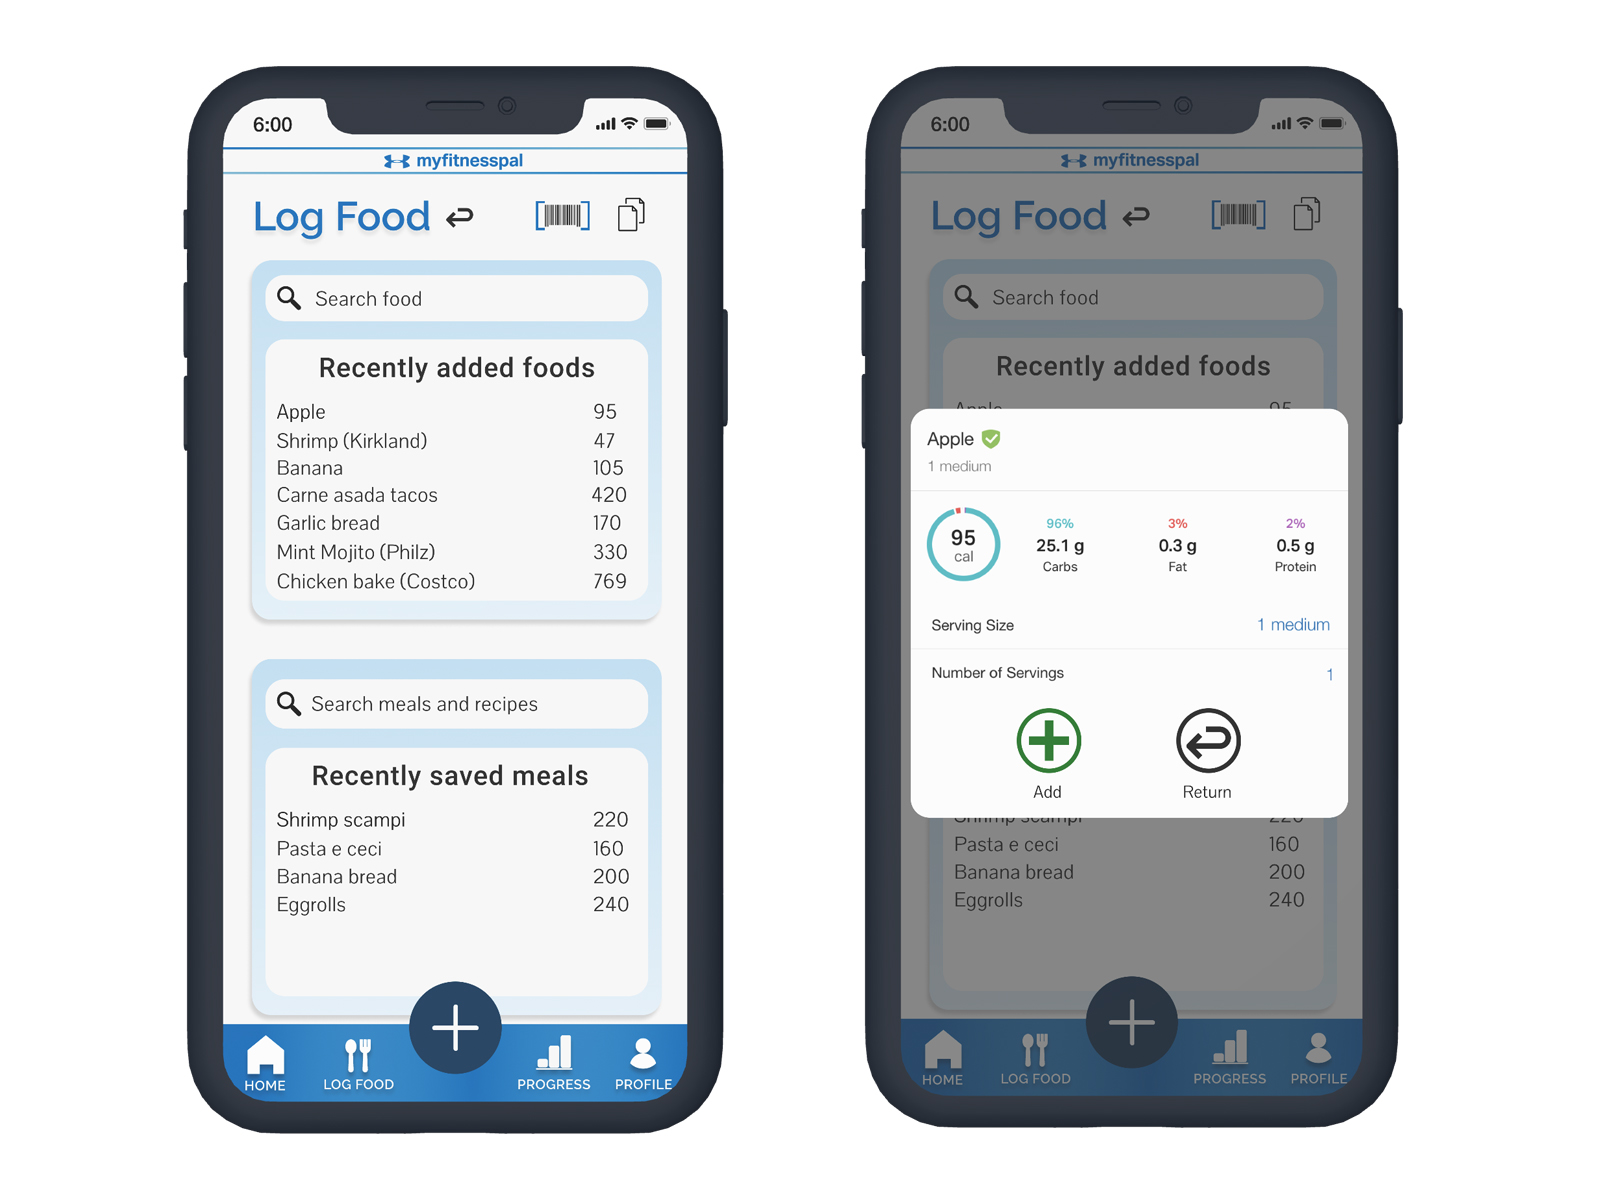 6:00
myfitnesspal
Log Food
Search food
Recently added foods
Apple 95
Shrimp (Kirkland) 47
Banana 105
Carne asada tacos 420
Garlic bread 170
Mint Mojito (Philz) 330
Chicken bake (Costco) 769
Search meals and recipes
Recently saved meals
Shrimp scampi 220
Pasta e ceci 160
Banana bread 200
Eggrolls 240
HOME LOG FOOD PROGRESS PROFILE
6:00
myfitnesspal
Log Food
Search food
Recently added foods
Apple 95
Apple
1 medium
95 cal
96% 3% 2%
25.1 g 0.3 g 0.5 g
Carbs Fat Protein
Serving Size 1 medium
Number of Servings 1
Add Return
Shrimp scampi 220
Pasta e ceci 160
Banana bread 200
Eggrolls 240
HOME LOG FOOD PROGRESS PROFILE